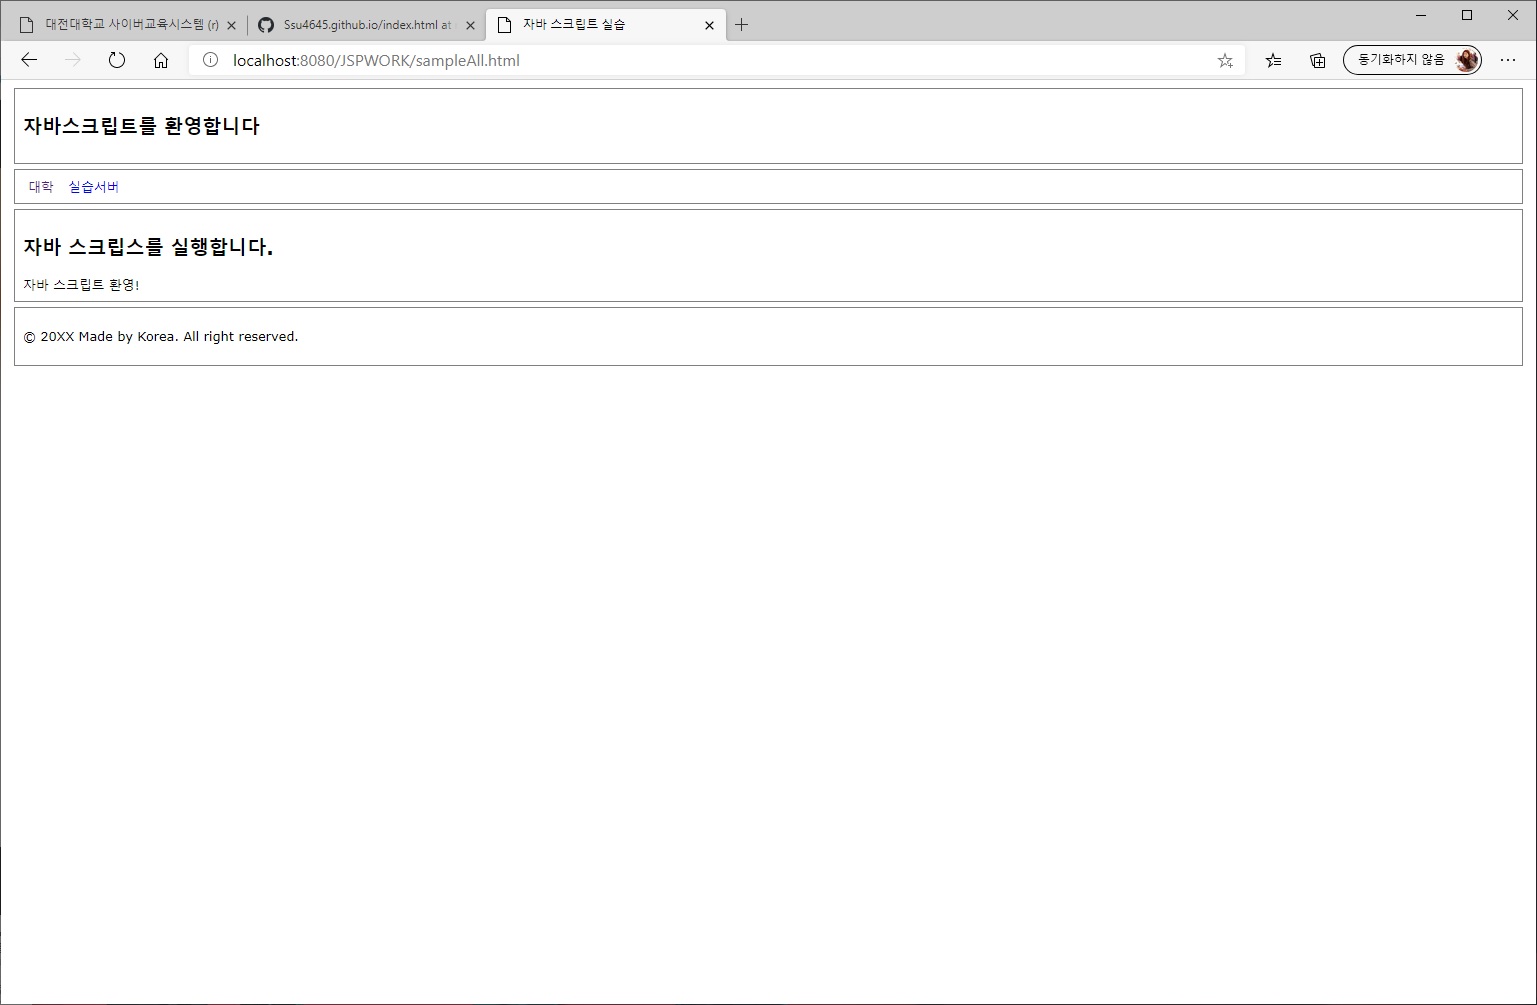 대전대학교 사이버교육시스템 (r)
Ssu4645.github.io/index.html at
자바 스크립트 실습
localhost:8080/JSPWORK/sampleAll.html
동기화하지 않음
자바스크립트를 환영합니다
대학 실습서버
자바 스크립스를 실행합니다.
자바 스크립트 환영!
© 20XX Made by Korea. All right reserved.